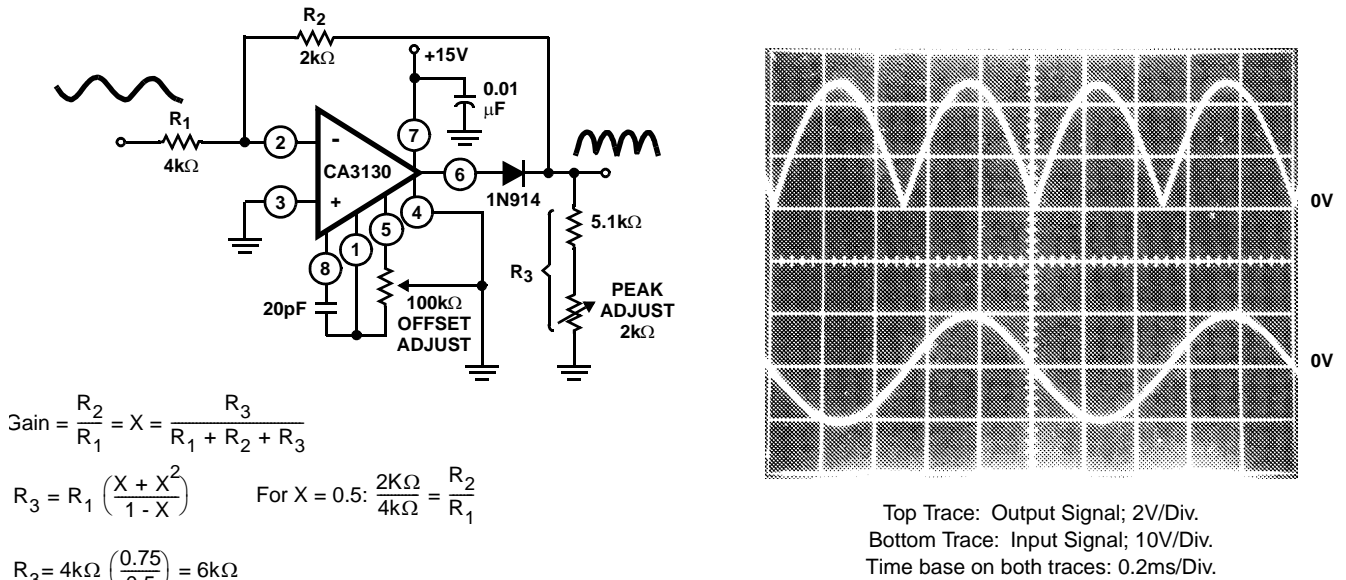 R2
2kΩ
+15V
0.01
μF
R1
4kΩ
2
-
7
CA3130
6
1N914
3
+
4
5
1
8
5.1kΩ
R3
20pF
100kΩ
OFFSET
ADJUST
PEAK
ADJUST
2kΩ
0V
0V
Gain = R2/R1 = X = R3/(R1 + R2 + R3)
R3 = R1 ((X + X^2)/(1 - X)) For X = 0.5: 2KΩ/4kΩ = R2/R1
R3= 4kΩ (0.75/0.5) = 6kΩ
Top Trace: Output Signal; 2V/Div.
Bottom Trace: Input Signal; 10V/Div.
Time base on both traces: 0.2ms/Div.